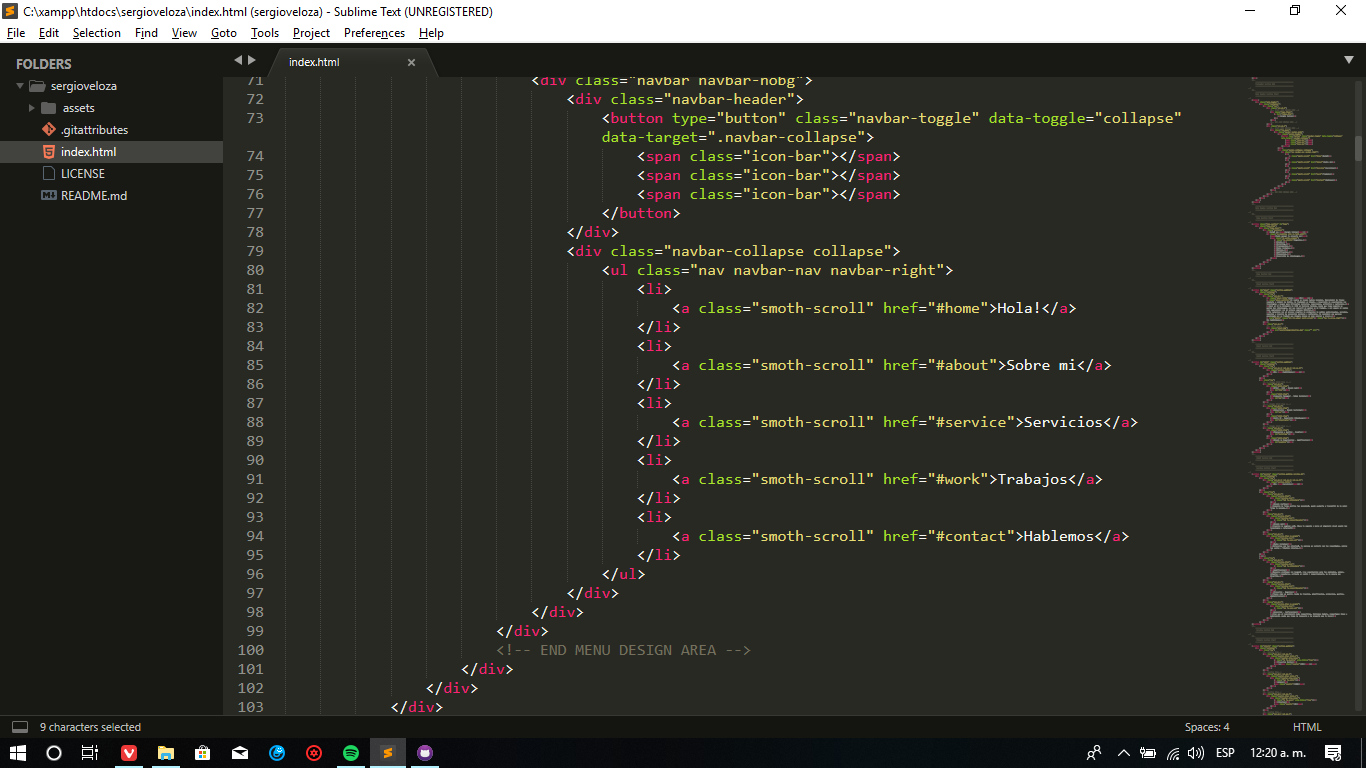 C:\xampp\htdocs\sergioveloza\index.html (sergioveloza) - Sublime Text (UNREGISTERED)
File Edit Selection Find View Goto Tools Project Preferences Help
FOLDERS
sergioveloza
assets
.gitattributes
index.html
LICENSE
README.md
index.html
71 <div class="navbar navbar-nobg">
72 <div class="navbar-header">
73 <button type="button" class="navbar-toggle" data-toggle="collapse"
data-target=".navbar-collapse">
74 <span class="icon-bar"></span>
75 <span class="icon-bar"></span>
76 <span class="icon-bar"></span>
77 </button>
78 </div>
79 <div class="navbar-collapse collapse">
80 <ul class="nav navbar-nav navbar-right">
81 <li>
82 <a class="smoth-scroll" href="#home">Hola!</a>
83 </li>
84 <li>
85 <a class="smoth-scroll" href="#about">Sobre mi</a>
86 </li>
87 <li>
88 <a class="smoth-scroll" href="#service">Servicios</a>
89 </li>
90 <li>
91 <a class="smoth-scroll" href="#work">Trabajos</a>
92 </li>
93 <li>
94 <a class="smoth-scroll" href="#contact">Hablemos</a>
95 </li>
96 </ul>
97 </div>
98 </div>
99 </div>
100 <!-- END MENU DESIGN AREA -->
101 </div>
102 </div>
103 </div>
9 characters selected
Spaces: 4
HTML
ESP
12:20 a. m.